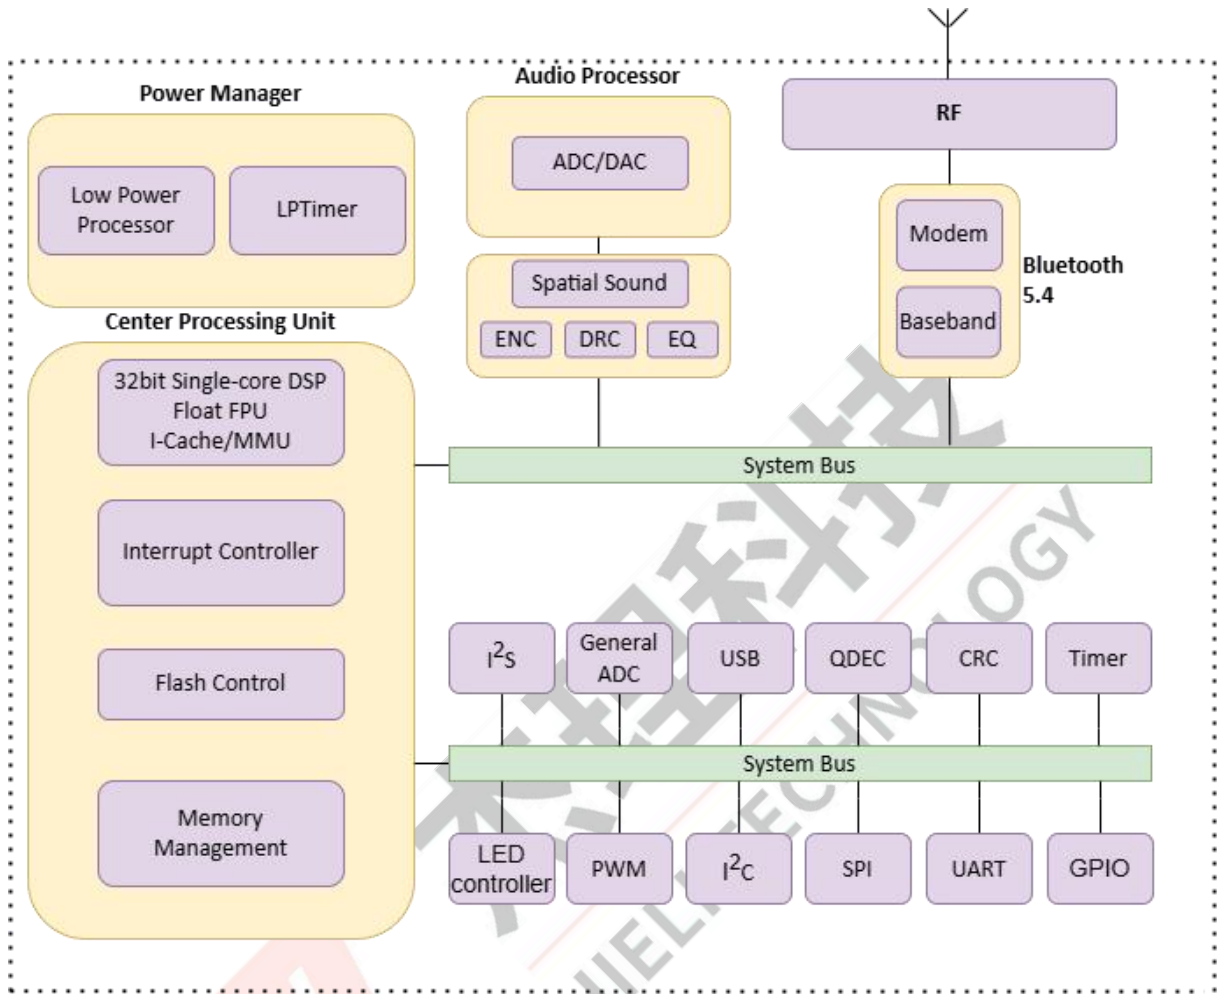 Power Manager
Low Power
Processor
LPTimer
Audio Processor
ADC/DAC
Spatial Sound
ENC
DRC
EQ
RF
Modem
Baseband
Bluetooth
5.4
Center Processing Unit
32bit Single-core DSP
Float FPU
I-Cache/MMU
Interrupt Controller
Flash Control
Memory
Management
System Bus
I²S
General
ADC
USB
QDEC
CRC
Timer
System Bus
LED
controller
PWM
I²C
SPI
UART
GPIO
理科技
TECHNOLOGY